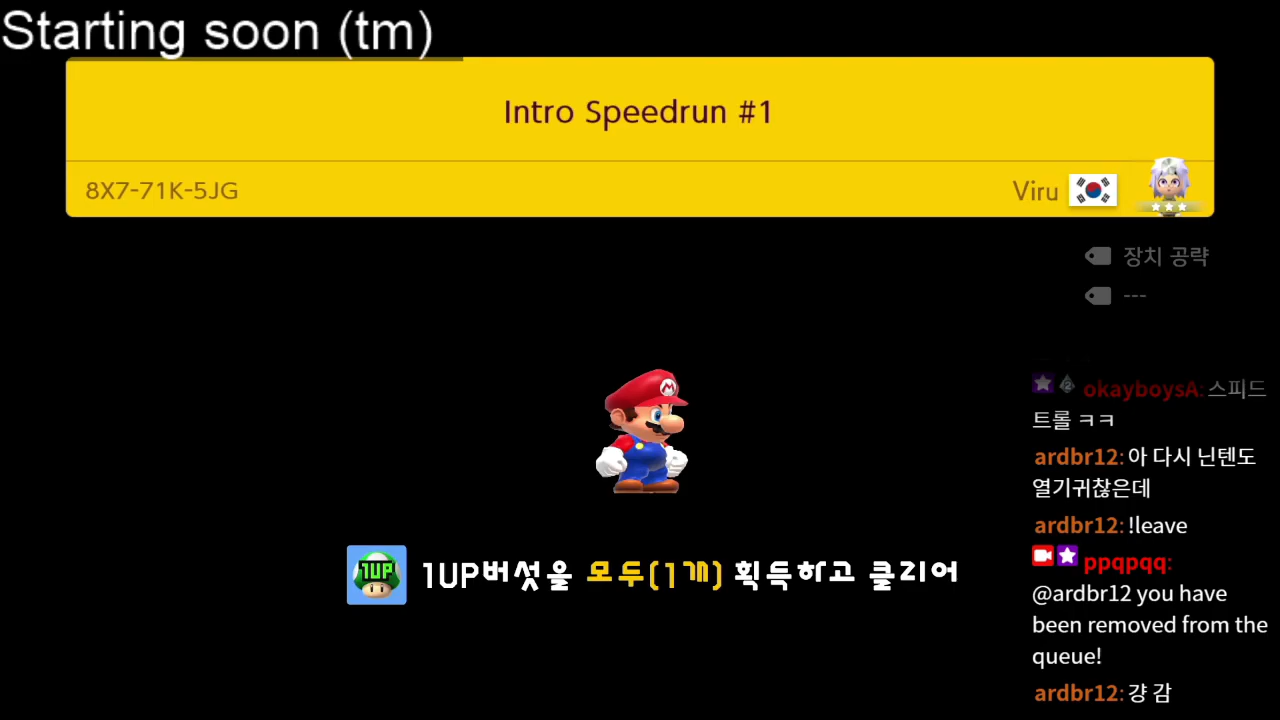 Starting soon (tm)
Intro Speedrun #1
8X7-71K-5JG
Viru
장치 공략
---
okayboysA: 스피드
트롤 ㅋㅋ
ardbr12: 아 다시 닌텐도
열기귀찮은데
ardbr12: !leave
ppqpqq:
@ardbr12 you have
been removed from the
queue!
ardbr12: 걍 감
1UP
1UP버섯을 모두(1개) 획득하고 클리어